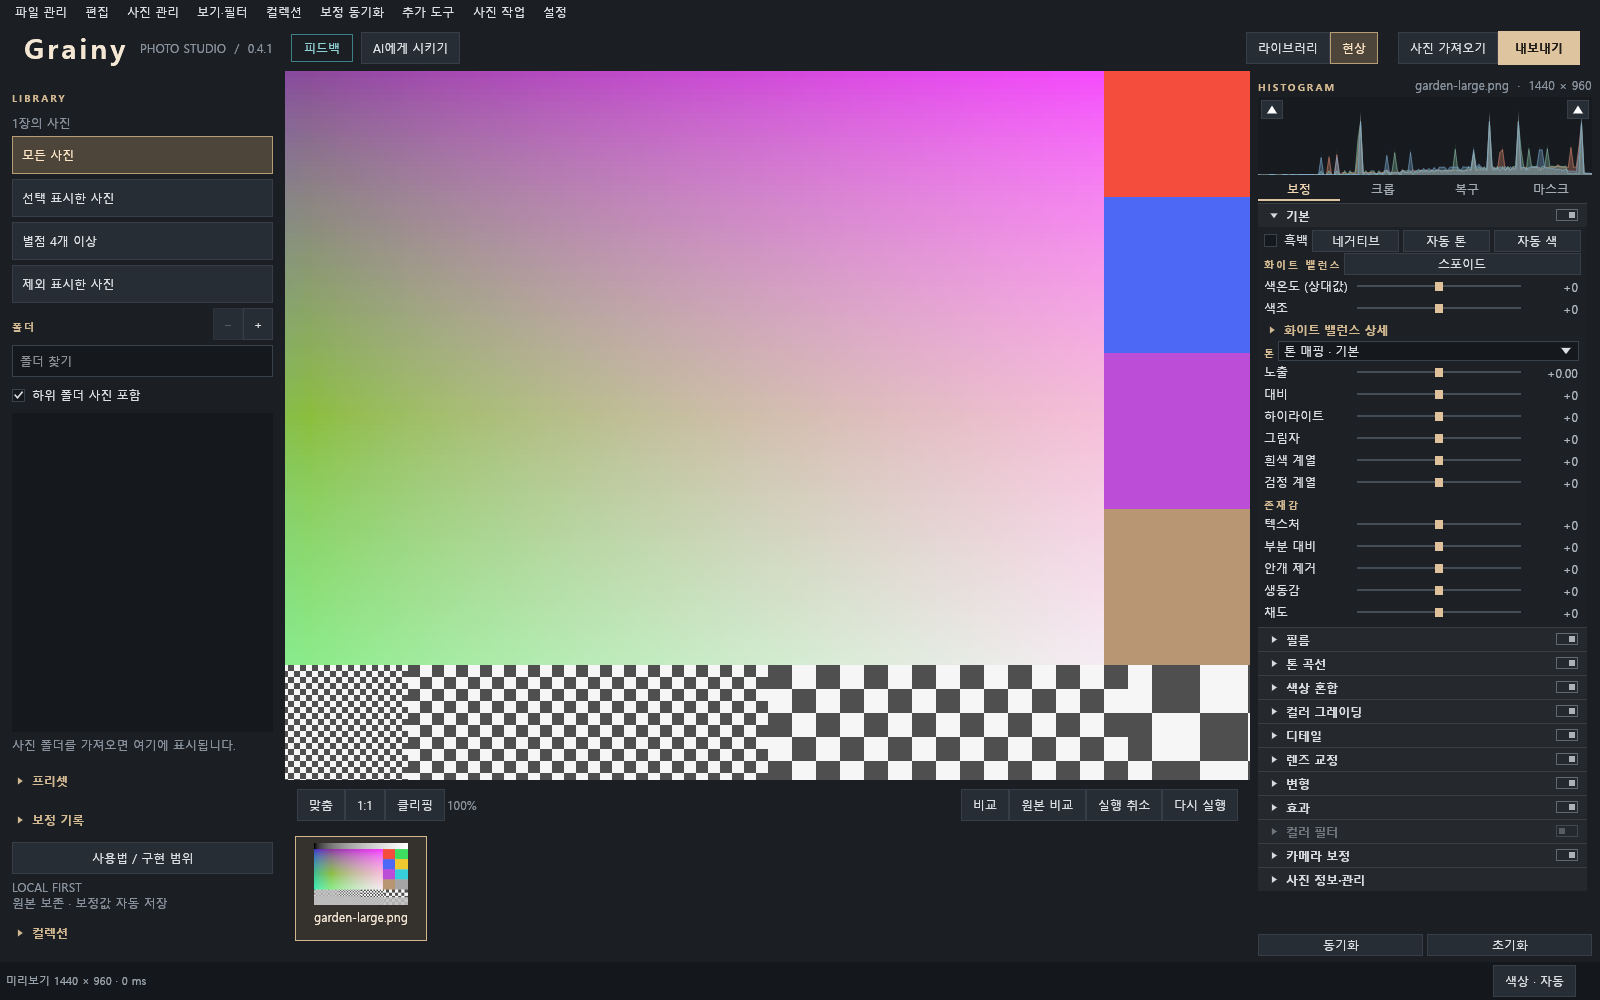 파일 관리 편집 사진 관리 보기·필터 컬렉션 보정 동기화 추가 도구 사진 작업 설정
Grainy PHOTO STUDIO / 0.4.1 피드백 AI에게 시키기 라이브러리 현상 사진 가져오기 내보내기
LIBRARY
1장의 사진
모든 사진
선택 표시한 사진
별점 4개 이상
제외 표시한 사진
폴더 − +
폴더 찾기
하위 폴더 사진 포함
사진 폴더를 가져오면 여기에 표시됩니다.
프리셋
보정 기록
사용법 / 구현 범위
LOCAL FIRST
원본 보존 · 보정값 자동 저장
컬렉션
맞춤 1:1 클리핑 100% 비교 원본 비교 실행 취소 다시 실행
garden-large.png
HISTOGRAM garden-large.png · 1440 × 960
보정 크롭 복구 마스크
기본
흑백 네거티브 자동 톤 자동 색
화이트 밸런스 스포이드
색온도 (상대값) +0
색조 +0
화이트 밸런스 상세
톤 톤 매핑 · 기본
노출 +0.00
대비 +0
하이라이트 +0
그림자 +0
흰색 계열 +0
검정 계열 +0
존재감
텍스처 +0
부분 대비 +0
안개 제거 +0
생동감 +0
채도 +0
필름
톤 곡선
색상 혼합
컬러 그레이딩
디테일
렌즈 교정
변형
효과
컬러 필터
카메라 보정
사진 정보·관리
동기화 초기화
미리보기 1440 × 960 · 0 ms 색상 · 자동